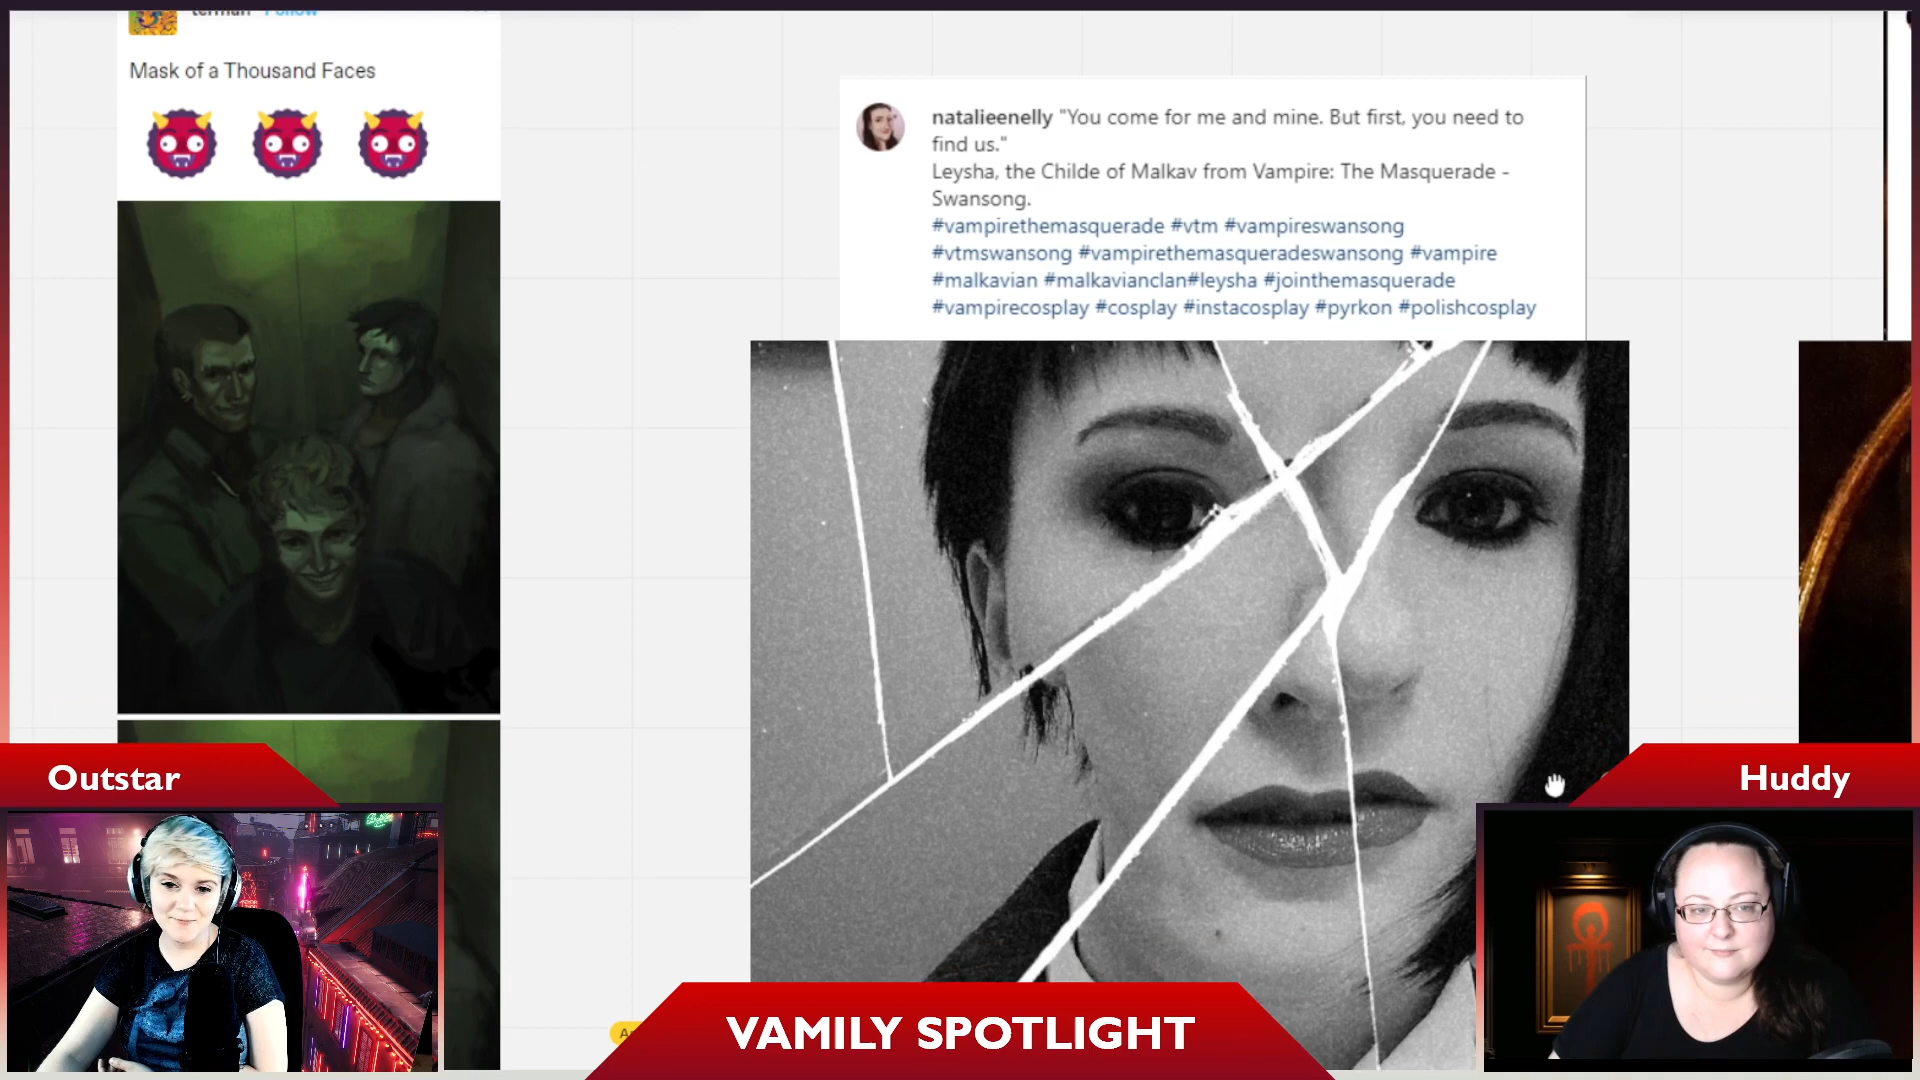 Follow
Mask of a Thousand Faces
natalieenelly "You come for me and mine. But first, you need to
find us."
Leysha, the Childe of Malkav from Vampire: The Masquerade -
Swansong.
#vampirethemasquerade #vtm #vampireswansong
#vtmswansong #vampirethemasqueradeswansong #vampire
#malkavian #malkavianclan#leysha #jointhemasquerade
#vampirecosplay #cosplay #instacosplay #pyrkon #polishcosplay
Outstar
Huddy
VAMILY SPOTLIGHT